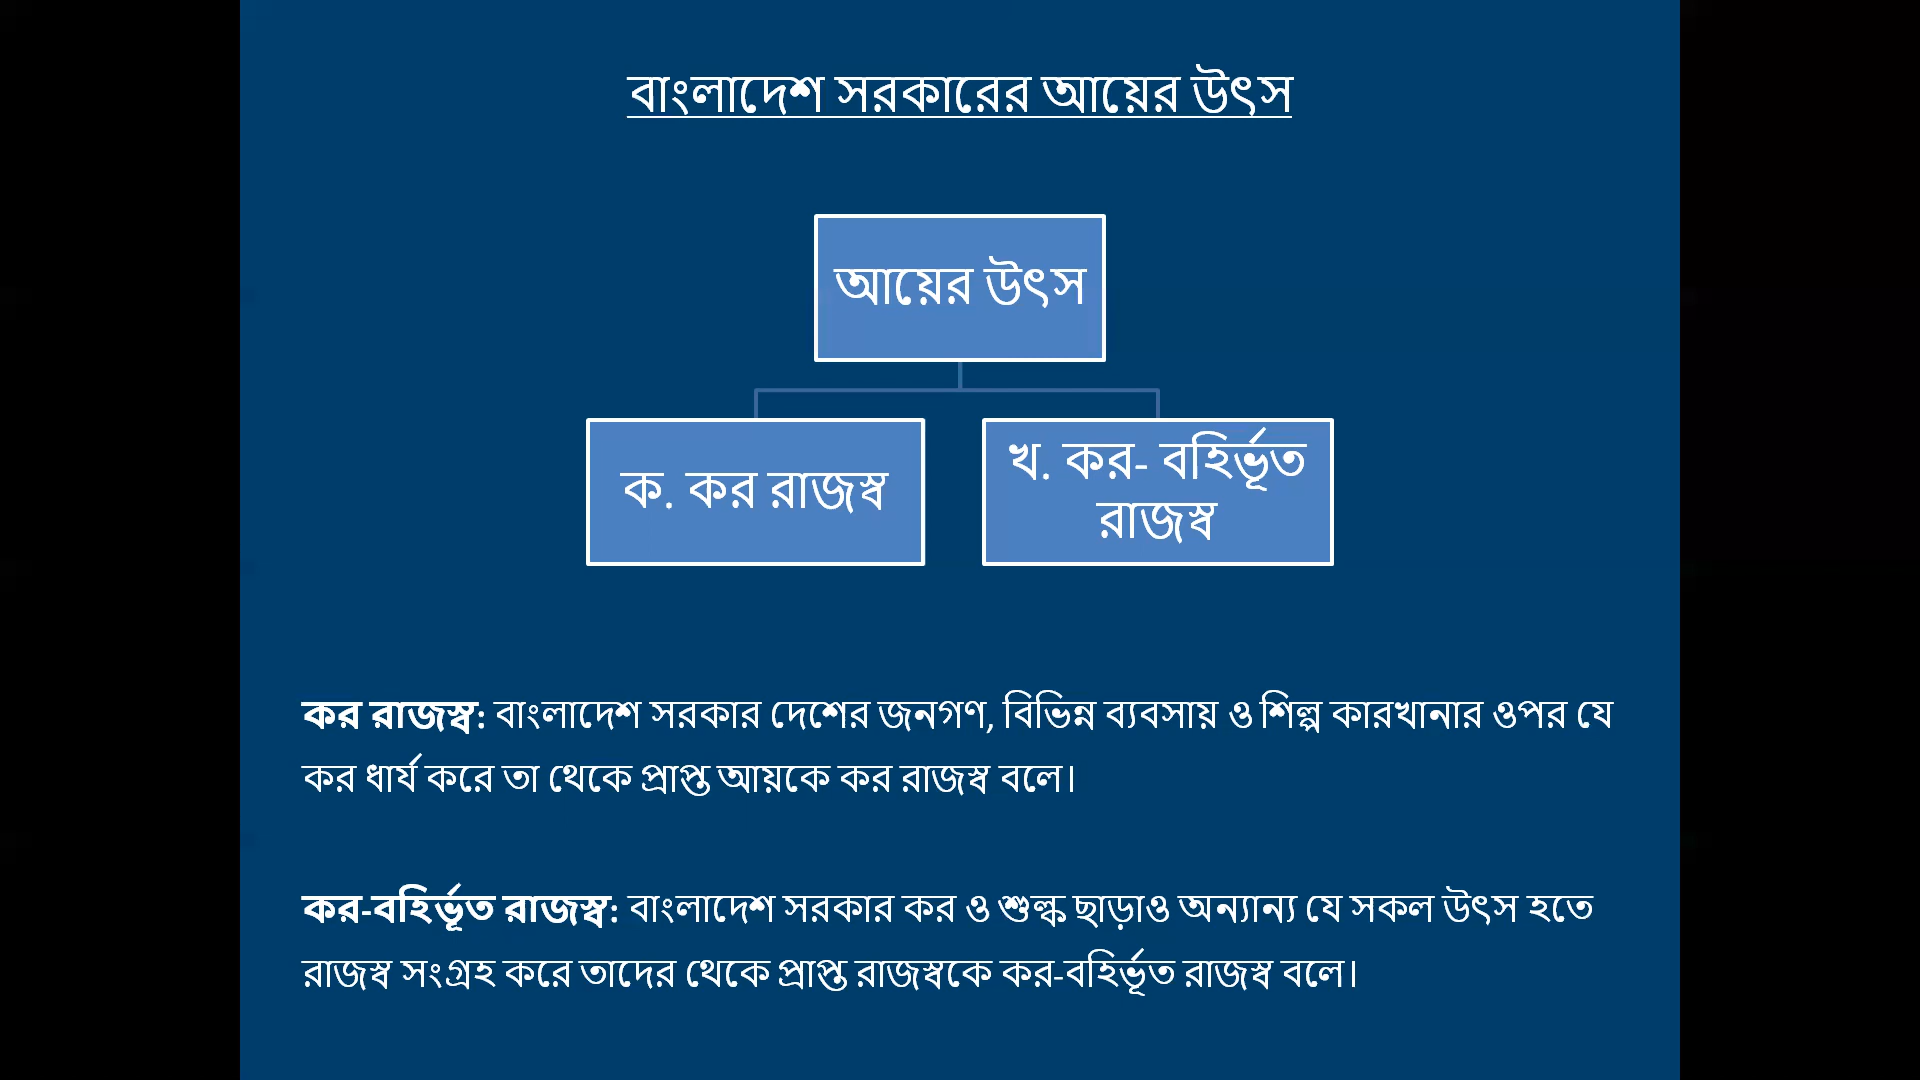 বাংলাদেশ সরকারের আয়ের উৎস
আয়ের উৎস
ক. কর রাজস্ব
খ. কর- বহির্ভূত
রাজস্ব
কর রাজস্ব: বাংলাদেশ সরকার দেশের জনগণ, বিভিন্ন ব্যবসায় ও শিল্প কারখানার ওপর যে
কর ধার্য করে তা থেকে প্রাপ্ত আয়কে কর রাজস্ব বলে।
কর-বহির্ভূত রাজস্ব: বাংলাদেশ সরকার কর ও শুল্ক ছাড়াও অন্যান্য যে সকল উৎস হতে
রাজস্ব সংগ্রহ করে তাদের থেকে প্রাপ্ত রাজস্বকে কর-বহির্ভূত রাজস্ব বলে।